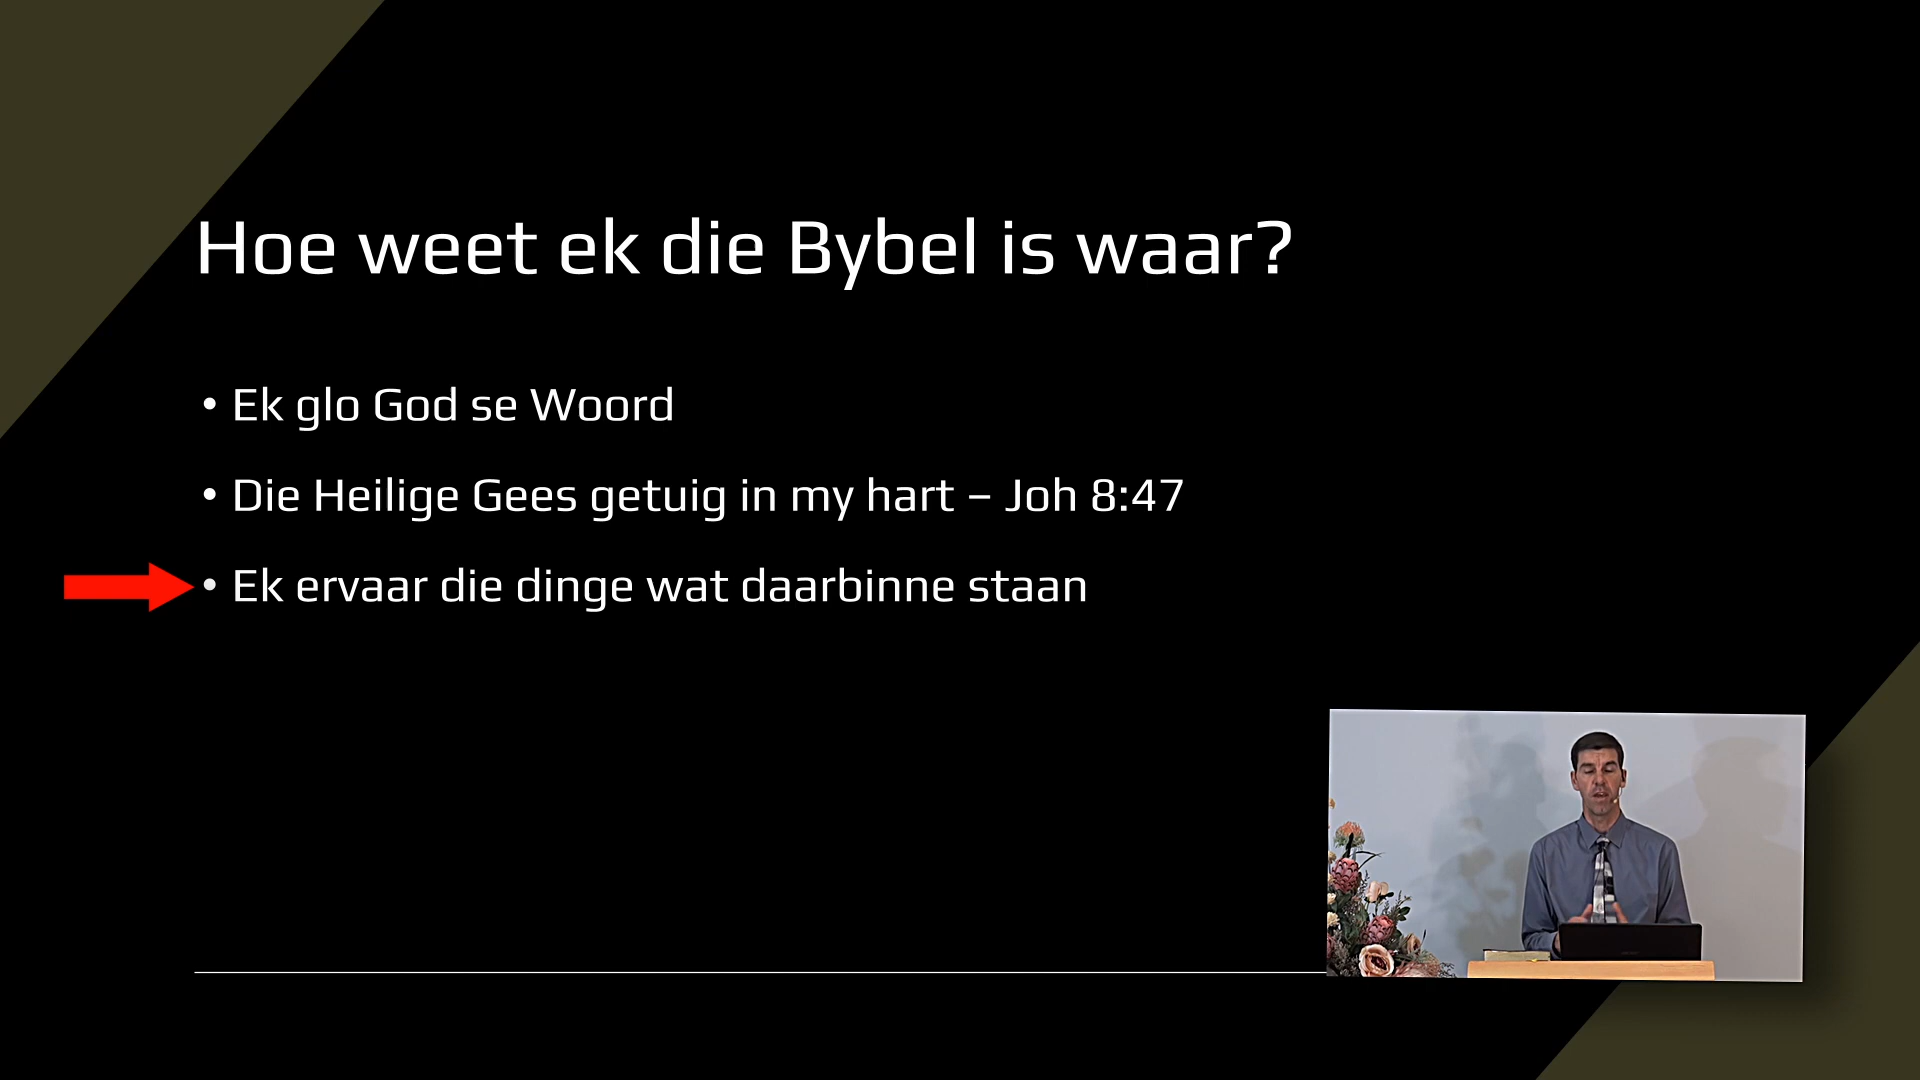 Hoe weet ek die Bybel is waar?
• Ek glo God se Woord
• Die Heilige Gees getuig in my hart – Joh 8:47
• Ek ervaar die dinge wat daarbinne staan